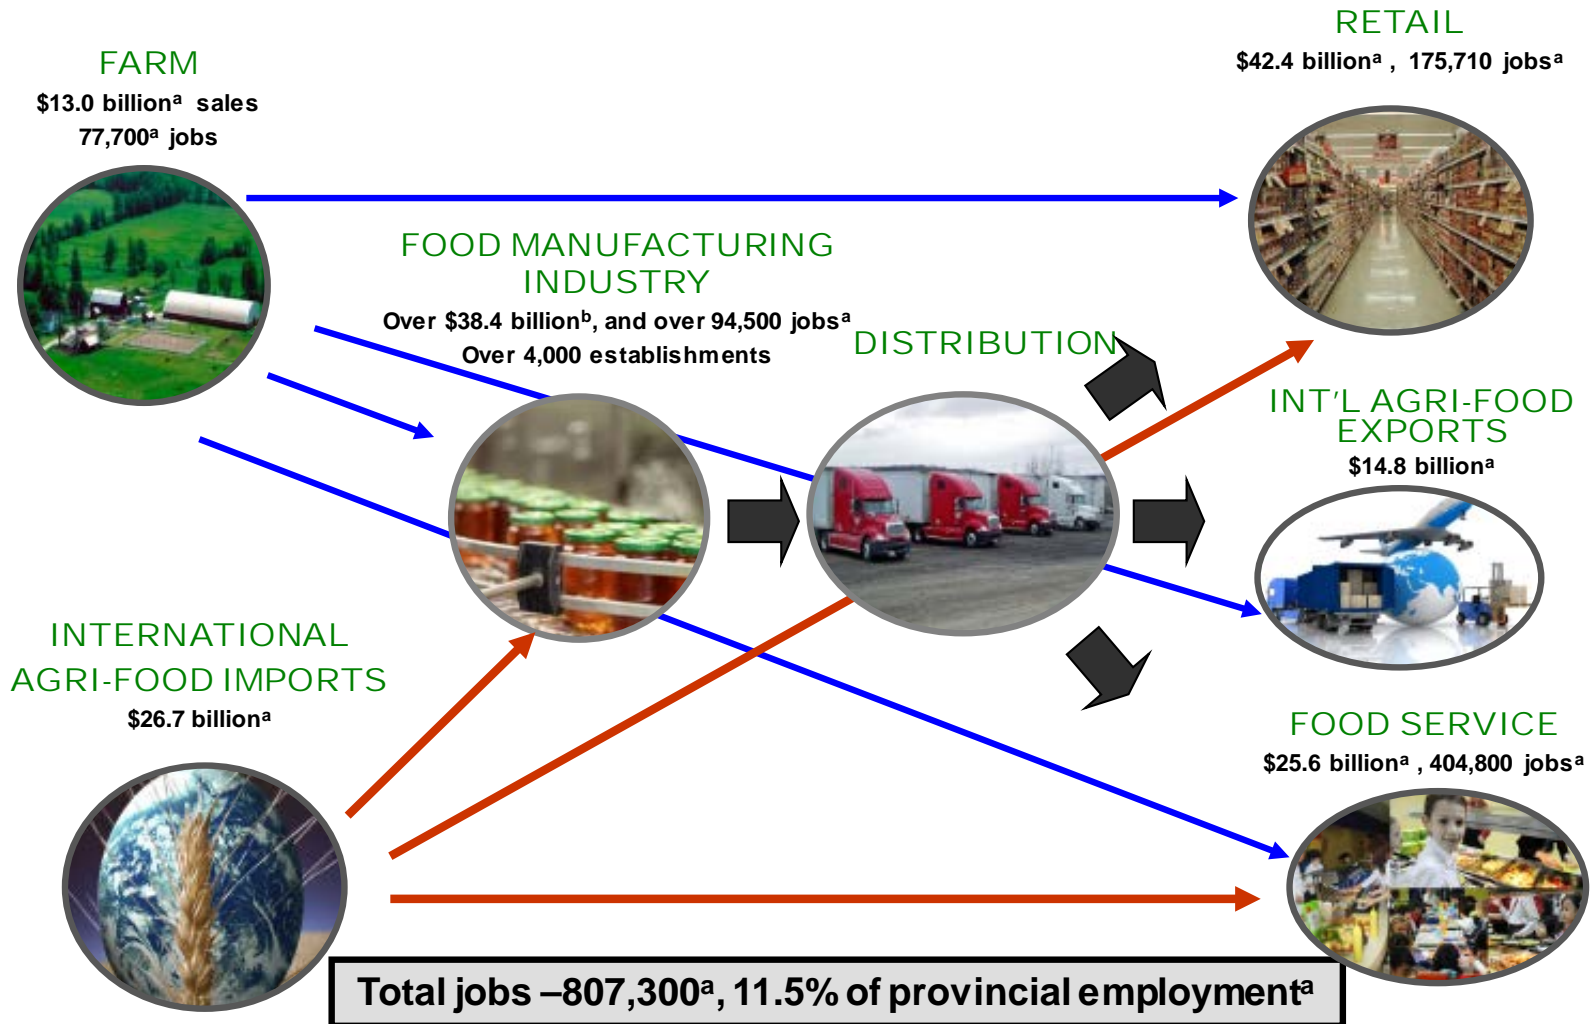 FARM
$13.0 billionᵃ sales
77,700ᵃ jobs
RETAIL
$42.4 billionᵃ , 175,710 jobsᵃ
FOOD MANUFACTURING
INDUSTRY
Over $38.4 billionᵇ, and over 94,500 jobsᵃ
Over 4,000 establishments
DISTRIBUTION
INT'L AGRI-FOOD
EXPORTS
$14.8 billionᵃ
INTERNATIONAL
AGRI-FOOD IMPORTS
$26.7 billionᵃ
FOOD SERVICE
$25.6 billionᵃ , 404,800 jobsᵃ
Total jobs –807,300ᵃ, 11.5% of provincial employmentᵃ